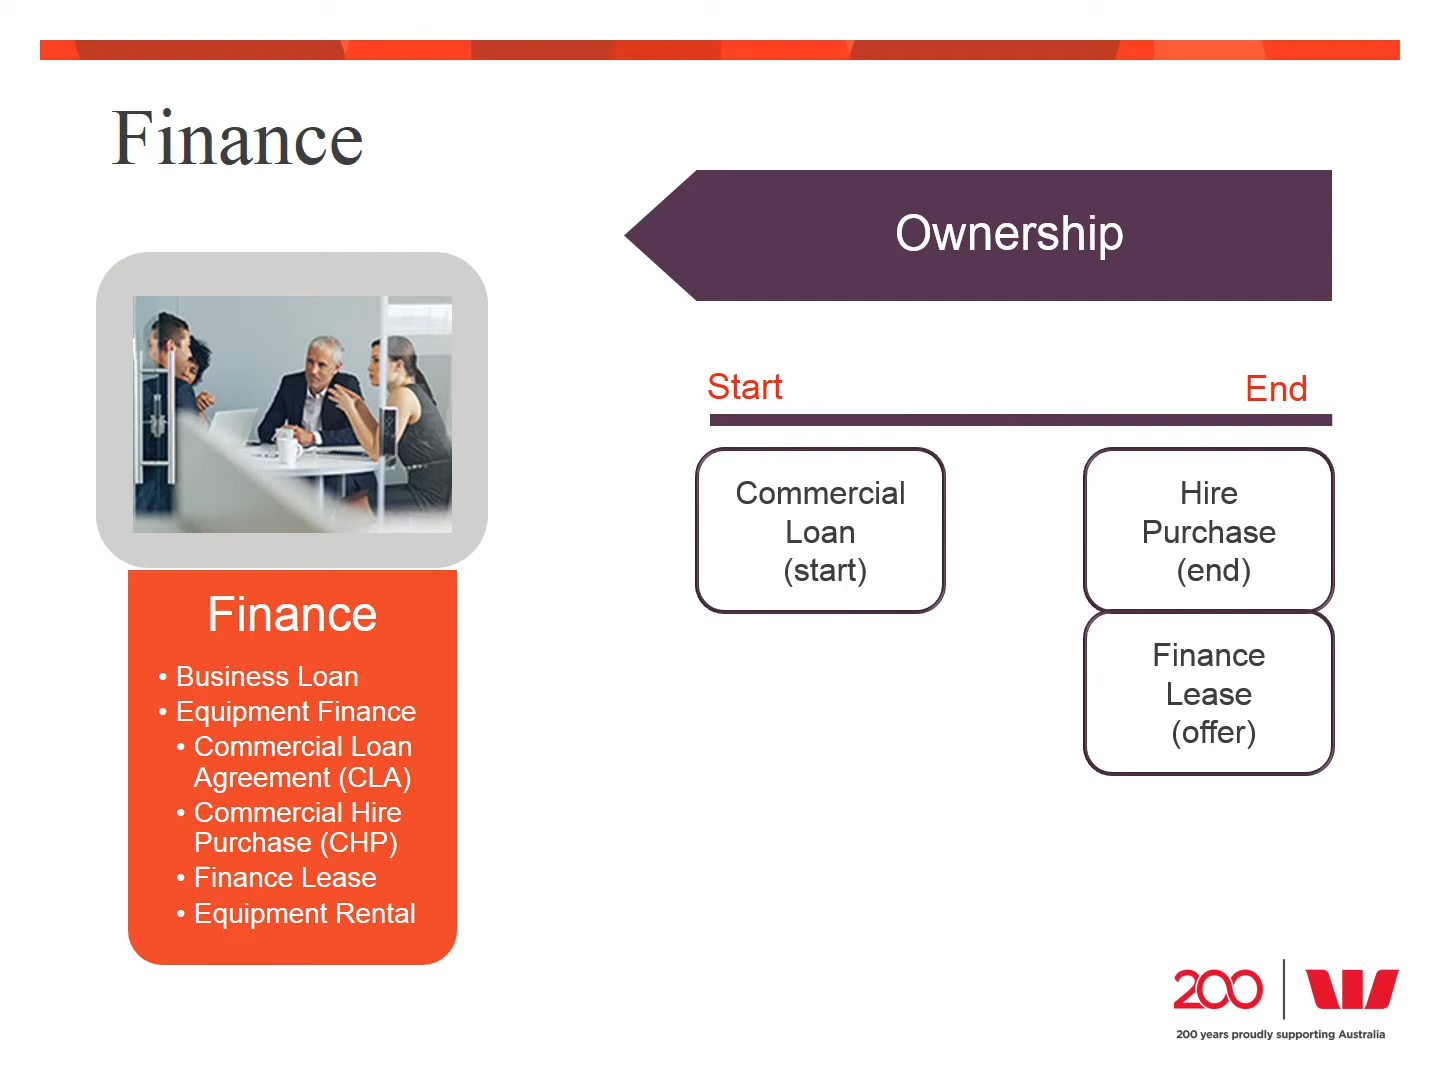 Finance
Ownership
Start
End
Commercial
Loan
(start)
Hire
Purchase
(end)
Finance
Lease
(offer)
Finance
• Business Loan
• Equipment Finance
• Commercial Loan
Agreement (CLA)
• Commercial Hire
Purchase (CHP)
• Finance Lease
• Equipment Rental
200
200 years proudly supporting Australia